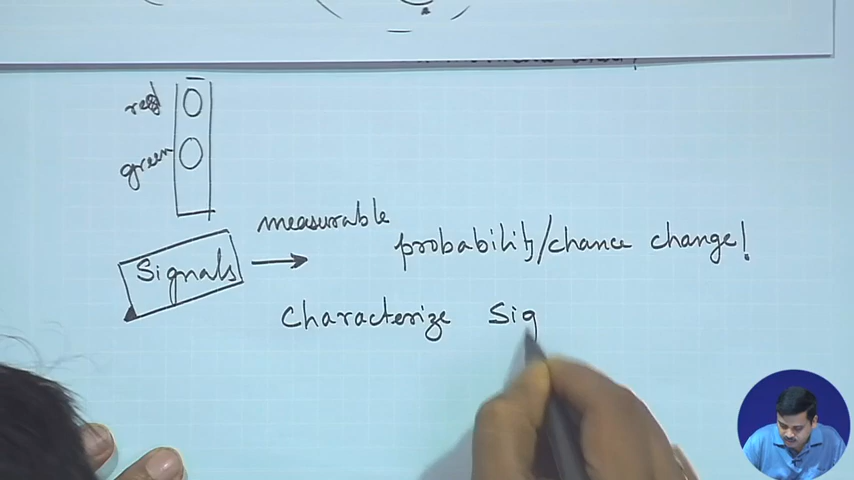 red
green
measurable
probability/chance change!
Signals
Characterize Sig